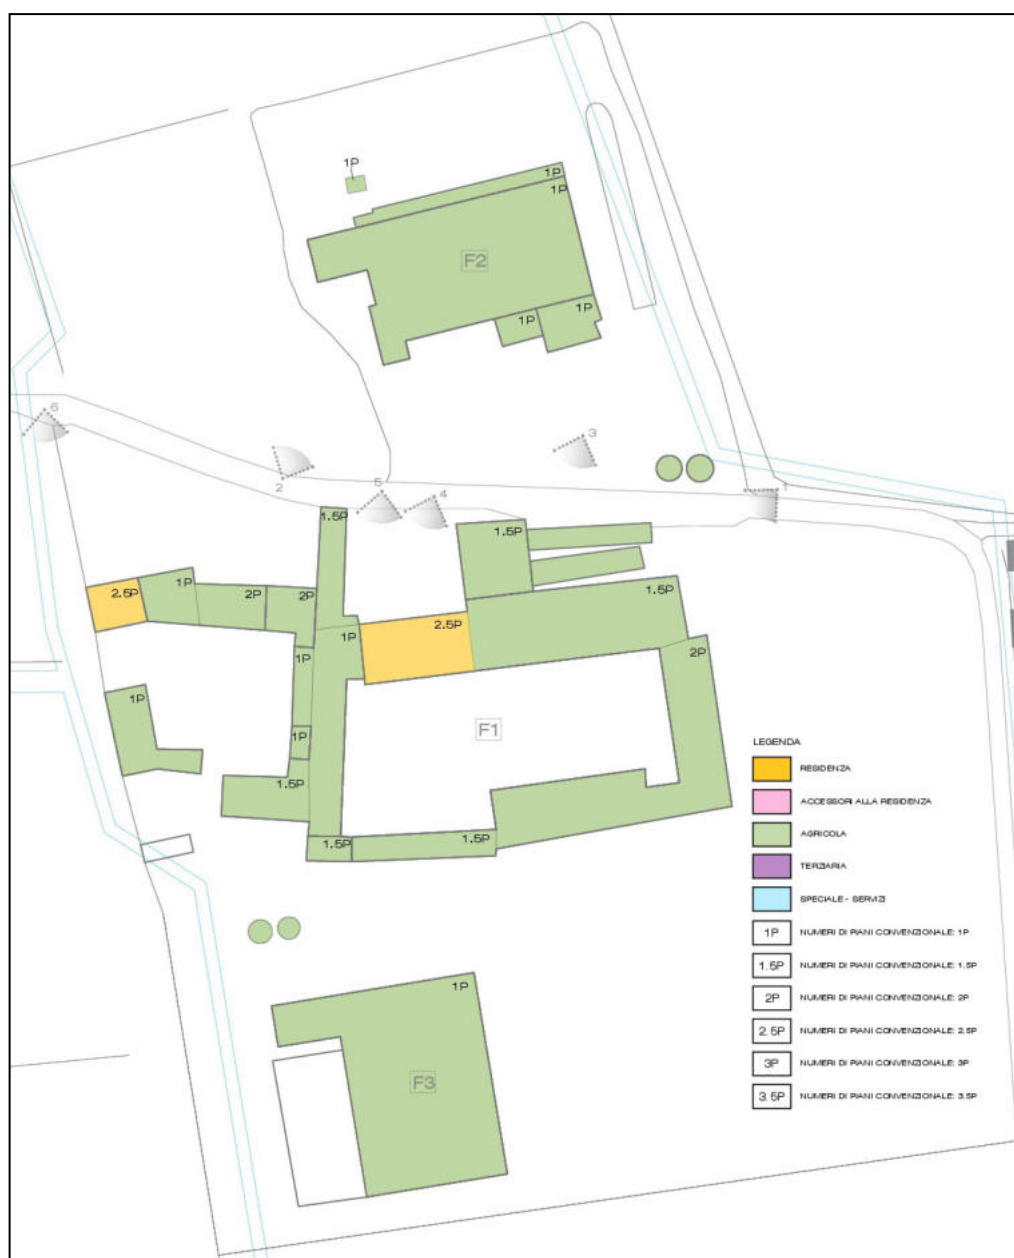 1P
1P
1P
F2
1P
1P
6
3
2
5
4
1
1.5P
1.5P
2.5P
1P
2P
2P
1.5P
1P
2.5P
1P
2P
1P
F1
1P
1.5P
1.5P
1.5P
1P
F3
LEGENDA
RESIDENZA
ACCESSORI ALLA RESIDENZA
AGRICOLA
TERZIARIA
SPECIALE - SERVIZI
1P NUMERI DI PIANI CONVENZIONALE: 1P
1.5P NUMERI DI PIANI CONVENZIONALE: 1.5P
2P NUMERI DI PIANI CONVENZIONALE: 2P
2.5P NUMERI DI PIANI CONVENZIONALE: 2.5P
3P NUMERI DI PIANI CONVENZIONALE: 3P
3.5P NUMERI DI PIANI CONVENZIONALE: 3.5P